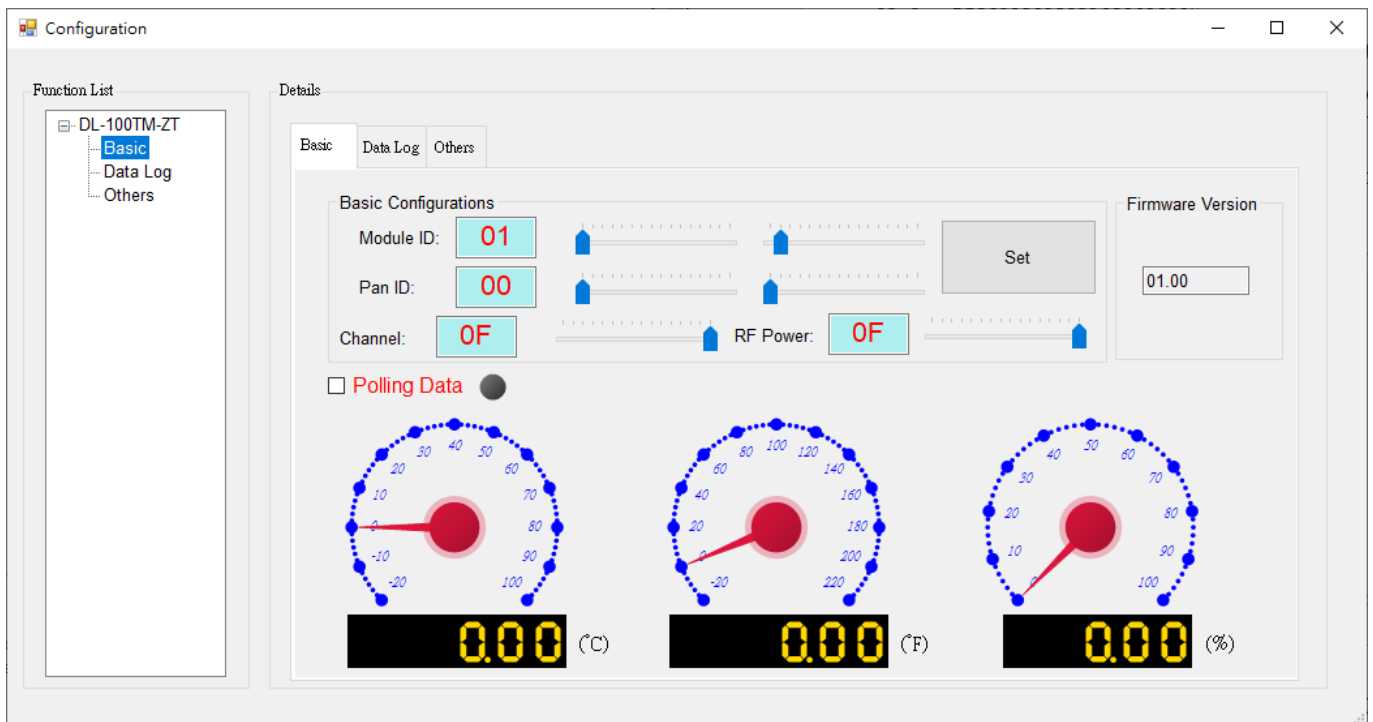 Configuration
Function List
DL-100TM-ZT
Basic
Data Log
Others
Details
Basic Data Log Others
Basic Configurations
Module ID: 01
Set
Pan ID: 00
Channel: 0F
RF Power: 0F
Firmware Version
01.00
Polling Data
-20 -10 0 10 20 30 40 50 60 70 80 90 100
0.00 (°C)
-20 0 20 40 60 80 100 120 140 160 180 200 220
0.00 (°F)
0 10 20 30 40 50 60 70 80 90 100
0.00 (%)